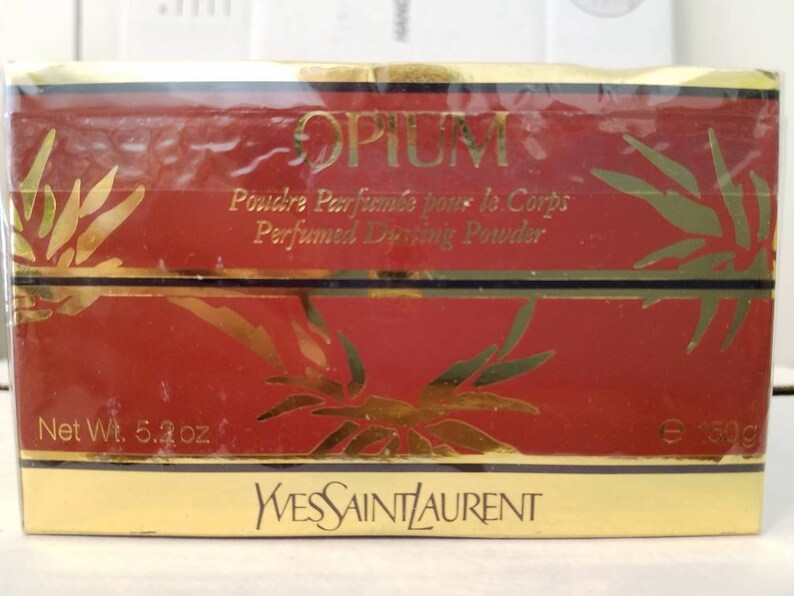 OPIUM
Poudre Parfumée pour le Corps
Perfumed Dusting Powder
Net Wt. 5.2 oz
℮ 150g
YVESSAINTLAURENT